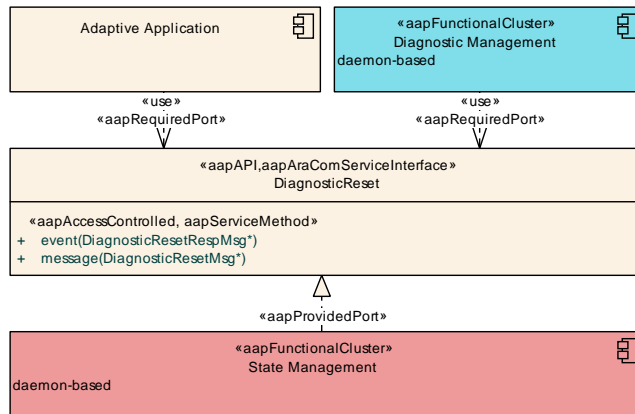 Adaptive Application
«aapFunctionalCluster»
Diagnostic Management
daemon-based
«use»
«aapRequiredPort»
«use»
«aapRequiredPort»
«aapAPI,aapAraComServiceInterface»
DiagnosticReset
«aapAccessControlled, aapServiceMethod»
+ event(DiagnosticResetRespMsg*)
+ message(DiagnosticResetMsg*)
«aapProvidedPort»
«aapFunctionalCluster»
State Management
daemon-based